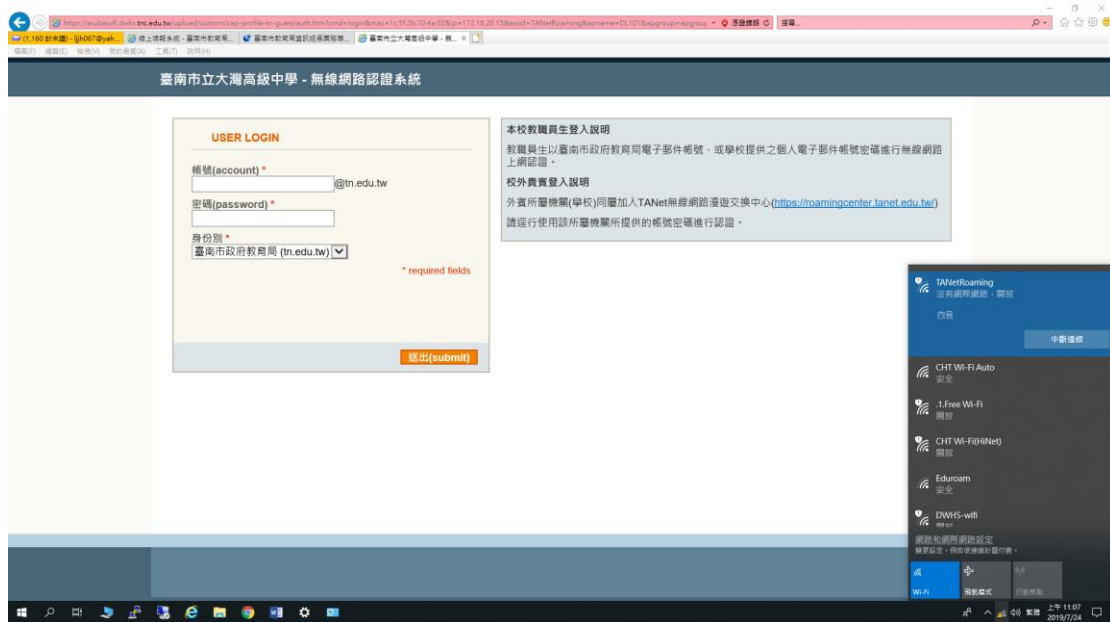 臺南市立大灣高級中學 - 無線網路認證系統
USER LOGIN
帳號(account) *
@tn.edu.tw
密碼(password) *
身份別 *
臺南市政府教育局 (tn.edu.tw)
* required fields
送出(submit)
本校教職員生登入說明
教職員生以臺南市政府教育局電子郵件帳號、或學校提供之個人電子郵件帳號密碼進行無線網路
上網認證。
校外貴賓登入說明
外賓所屬機關(學校)同屬加入TANet無線網路漫遊交換中心(https://roamingcenter.tanet.edu.tw/)
請逕行使用該所屬機關所提供的帳號密碼進行認證。
TANetRoaming
沒有網際網路，開放
內容
中斷連線
CHT Wi-Fi Auto
安全
.1.Free Wi-Fi
開放
CHT Wi-Fi(HiNet)
開放
Eduroam
安全
DWHS-wifi
網路和網際網路設定
Wi-Fi
飛航模式
上午 11:07
2019/7/24